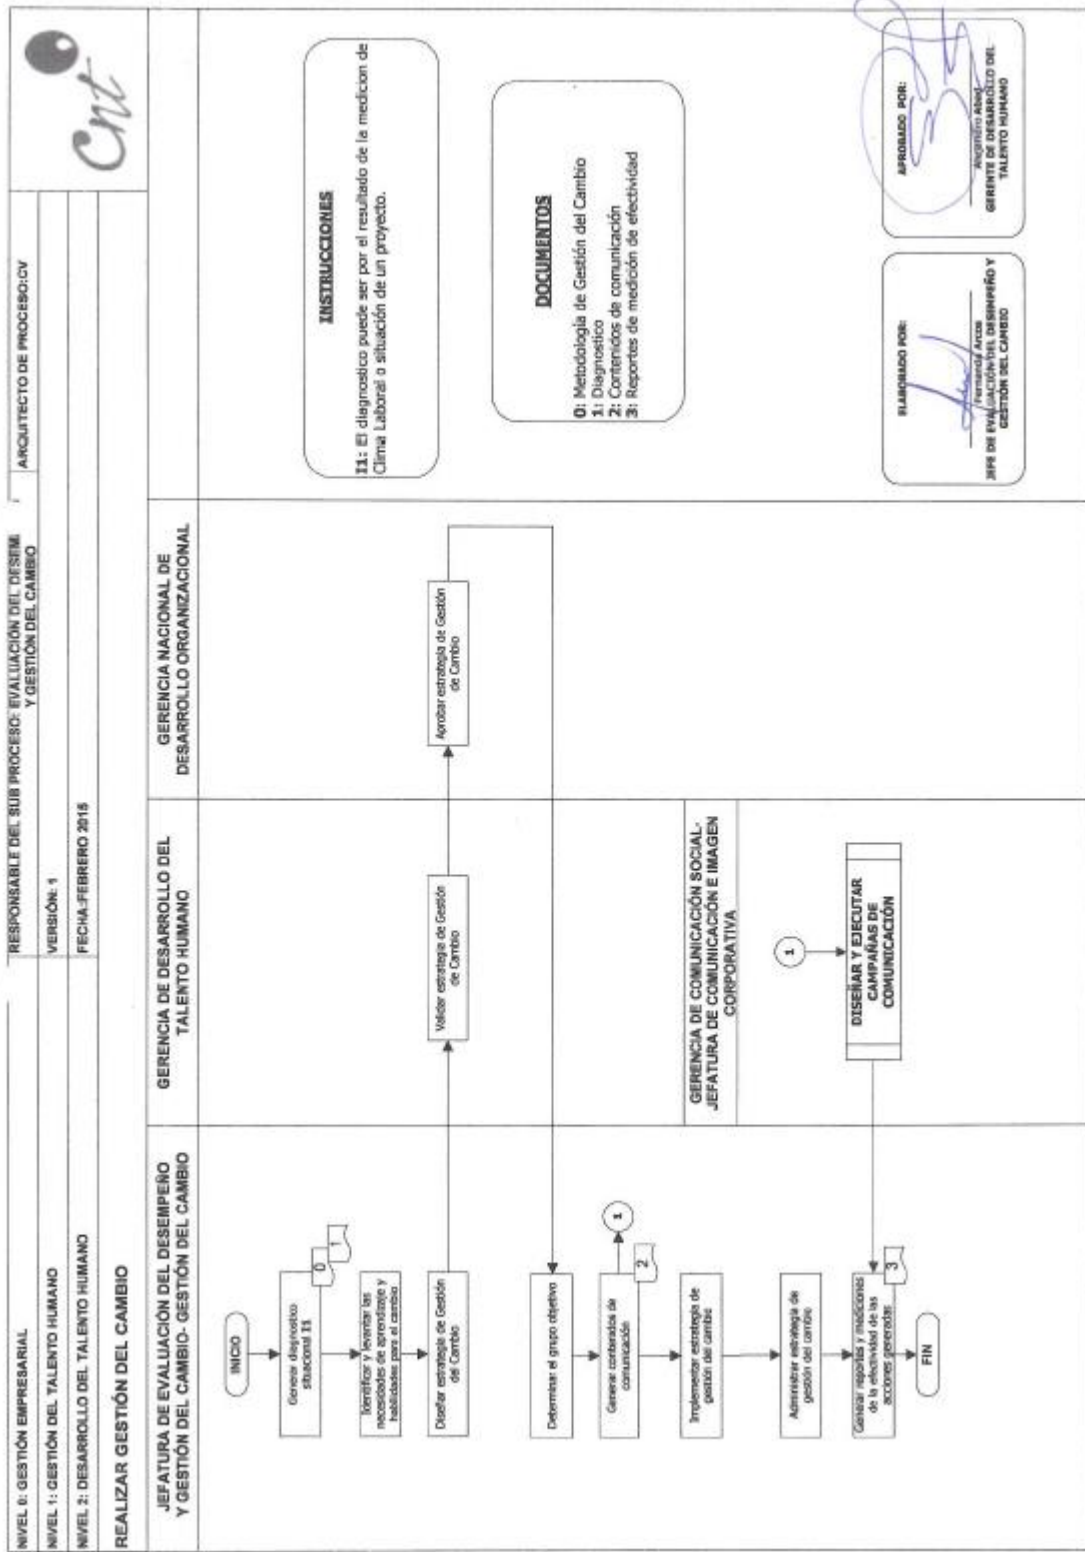 NIVEL 0: GESTIÓN EMPRESARIAL
RESPONSABLE DEL SUB PROCESO: EVALUACIÓN DEL DESEM
Y GESTIÓN DEL CAMBIO
ARQUITECTO DE PROCESO:CV
cnt
NIVEL 1: GESTIÓN DEL TALENTO HUMANO
VERSIÓN: 1
NIVEL 2: DESARROLLO DEL TALENTO HUMANO
FECHA:FEBRERO 2015
REALIZAR GESTIÓN DEL CAMBIO
JEFATURA DE EVALUACIÓN DEL DESEMPEÑO
Y GESTIÓN DEL CAMBIO- GESTIÓN DEL CAMBIO
GERENCIA DE DESARROLLO DEL
TALENTO HUMANO
GERENCIA NACIONAL DE
DESARROLLO ORGANIZACIONAL
INICIO
Generar diagnostico
situacional I1
0
1
Identificar y levantar las
necesidades de aprendizaje y
habilidades para el cambio
Diseñar estrategia de Gestión
del Cambio
Validar estrategia de Gestión
de Cambio
Aprobar estrategia de Gestión
de Cambio
Determinar el grupo objetivo
Generar contenidos de
comunicación
1
2
Implementar estrategia de
gestión del cambio
Administrar estrategia de
gestión del cambio
Generar reportes y mediciones
de la efectividad de las
acciones generadas
3
FIN
GERENCIA DE COMUNICACIÓN SOCIAL-
JEFATURA DE COMUNICACIÓN E IMAGEN
CORPORATIVA
1
DISEÑAR Y EJECUTAR
CAMPAÑAS DE
COMUNICACIÓN
INSTRUCCIONES
I1: El diagnostico puede ser por el resultado de la medicion de
Clima Laboral o situación de un proyecto.
DOCUMENTOS
0: Metodología de Gestión del Cambio
1: Diagnostico
2: Contenidos de comunicación
3: Reportes de medición de efectividad
ELABORADO POR:
Fernanda Arcos
JEFE DE EVALUACIÓN DEL DESEMPEÑO Y
GESTIÓN DEL CAMBIO
APROBADO POR:
Alejandro Abad
GERENTE DE DESARROLLO DEL
TALENTO HUMANO